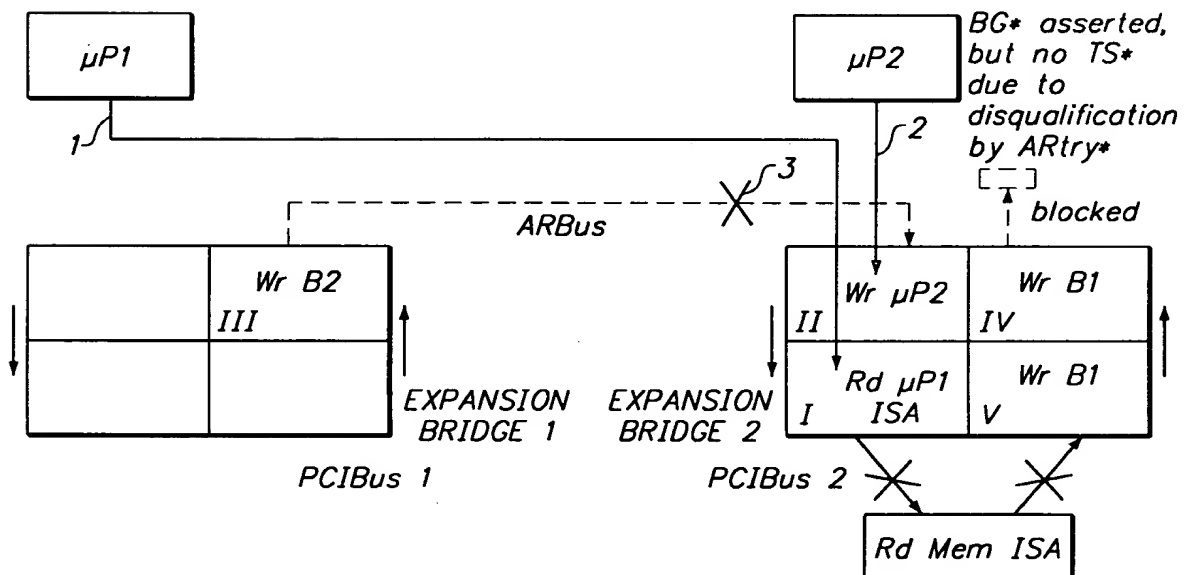 µP1
µP2
BG* asserted,
but no TS*
due to
disqualification
by ARtry*
1
2
3
ARBus
blocked
Wr B2
III
Wr µP2
II
Wr B1
IV
Rd µP1
ISA
I
Wr B1
V
EXPANSION
BRIDGE 1
EXPANSION
BRIDGE 2
PCIBus 1
PCIBus 2
Rd Mem ISA